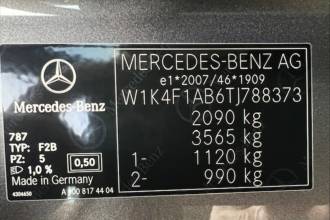 MERCEDES-BENZ AG
e1*2007/46*1909
W1K4F1AB6TJ788373
2090 kg
3565 kg
1- 1120 kg
2- 990 kg
Mercedes-Benz
787
TYP: F2B
PZ: 5
0,50
1,0 %
Made in Germany
4304650
A 000 817 44 04